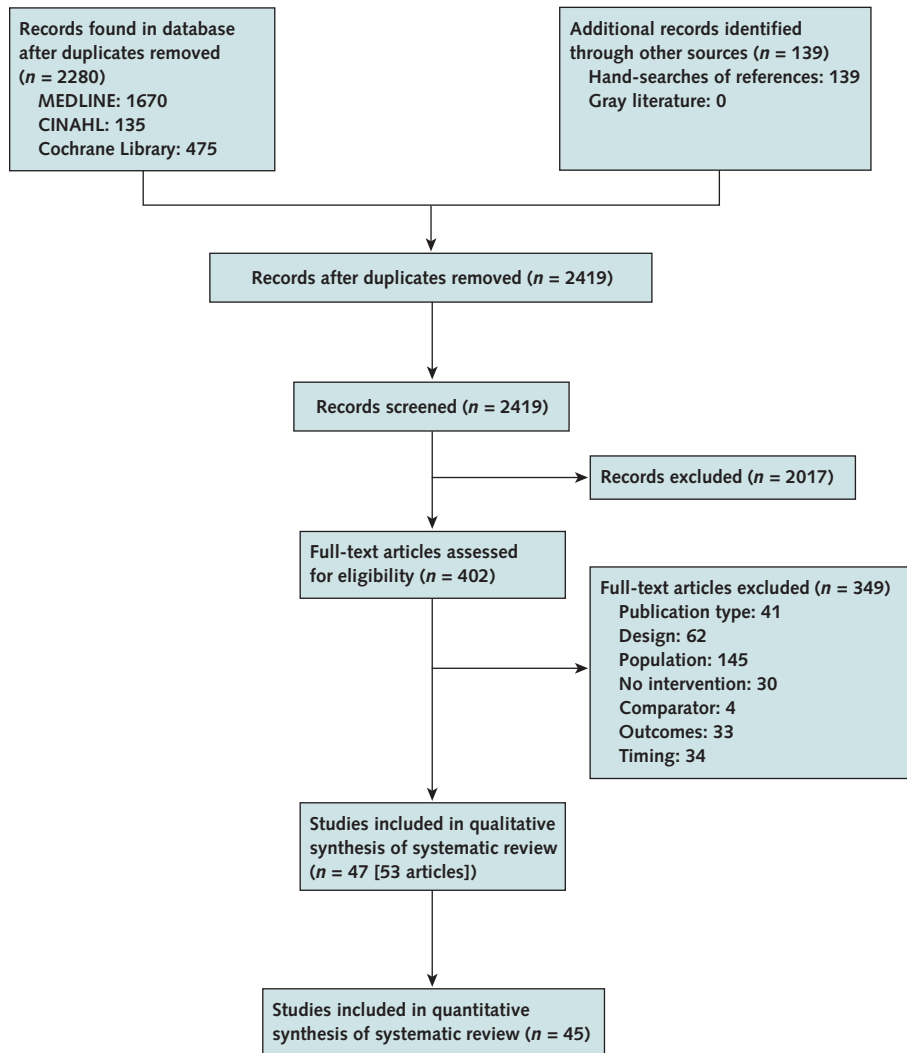 Records found in database
after duplicates removed
(n = 2280)
MEDLINE: 1670
CINAHL: 135
Cochrane Library: 475
Additional records identified
through other sources (n = 139)
Hand-searches of references: 139
Gray literature: 0
Records after duplicates removed (n = 2419)
Records screened (n = 2419)
Records excluded (n = 2017)
Full-text articles assessed
for eligibility (n = 402)
Full-text articles excluded (n = 349)
Publication type: 41
Design: 62
Population: 145
No intervention: 30
Comparator: 4
Outcomes: 33
Timing: 34
Studies included in qualitative
synthesis of systematic review
(n = 47 [53 articles])
Studies included in quantitative
synthesis of systematic review (n = 45)